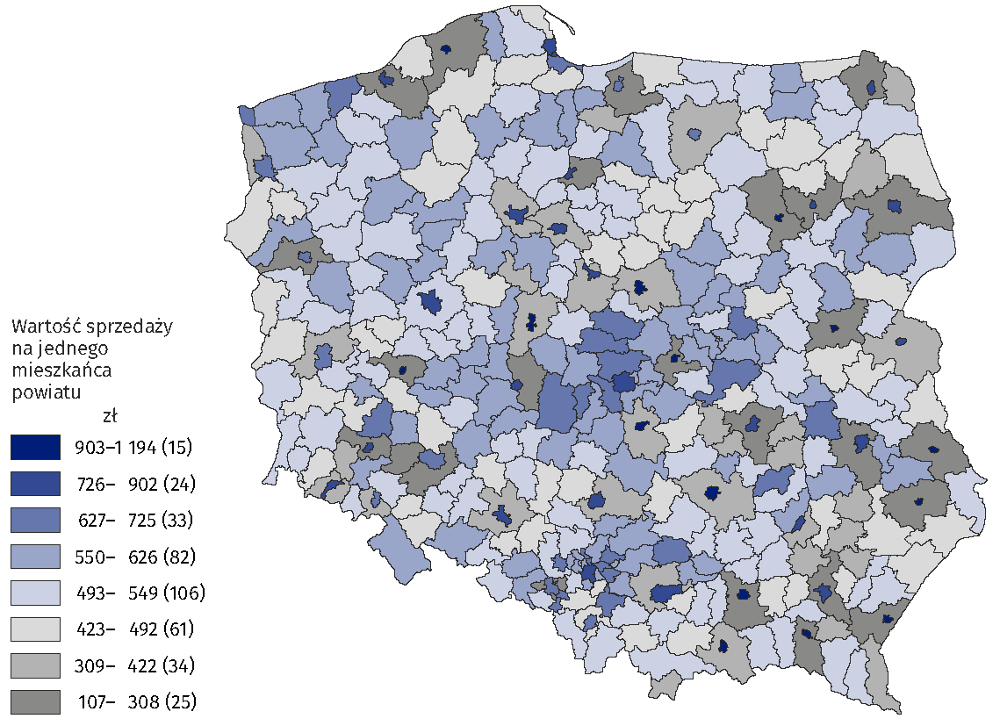 Wartość sprzedaży
na jednego
mieszkańca
powiatu
zł
903–1 194 (15)
726– 902 (24)
627– 725 (33)
550– 626 (82)
493– 549 (106)
423– 492 (61)
309– 422 (34)
107– 308 (25)